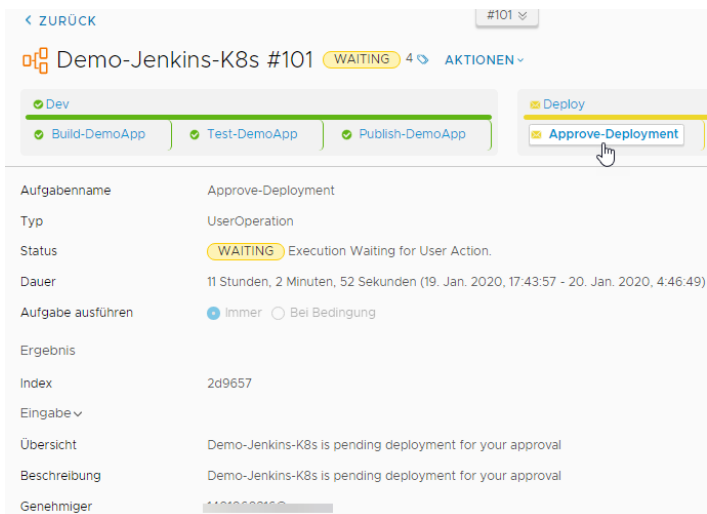 ZURÜCK
#101
Demo-Jenkins-K8s #101 WAITING 4 AKTIONEN
Dev Deploy
Build-DemoApp Test-DemoApp Publish-DemoApp Approve-Deployment
Aufgabenname Approve-Deployment
Typ UserOperation
Status WAITING Execution Waiting for User Action.
Dauer 11 Stunden, 2 Minuten, 52 Sekunden (19. Jan. 2020, 17:43:57 - 20. Jan. 2020, 4:46:49)
Aufgabe ausführen Immer Bei Bedingung
Ergebnis
Index 2d9657
Eingabe
Übersicht Demo-Jenkins-K8s is pending deployment for your approval
Beschreibung Demo-Jenkins-K8s is pending deployment for your approval
Genehmiger